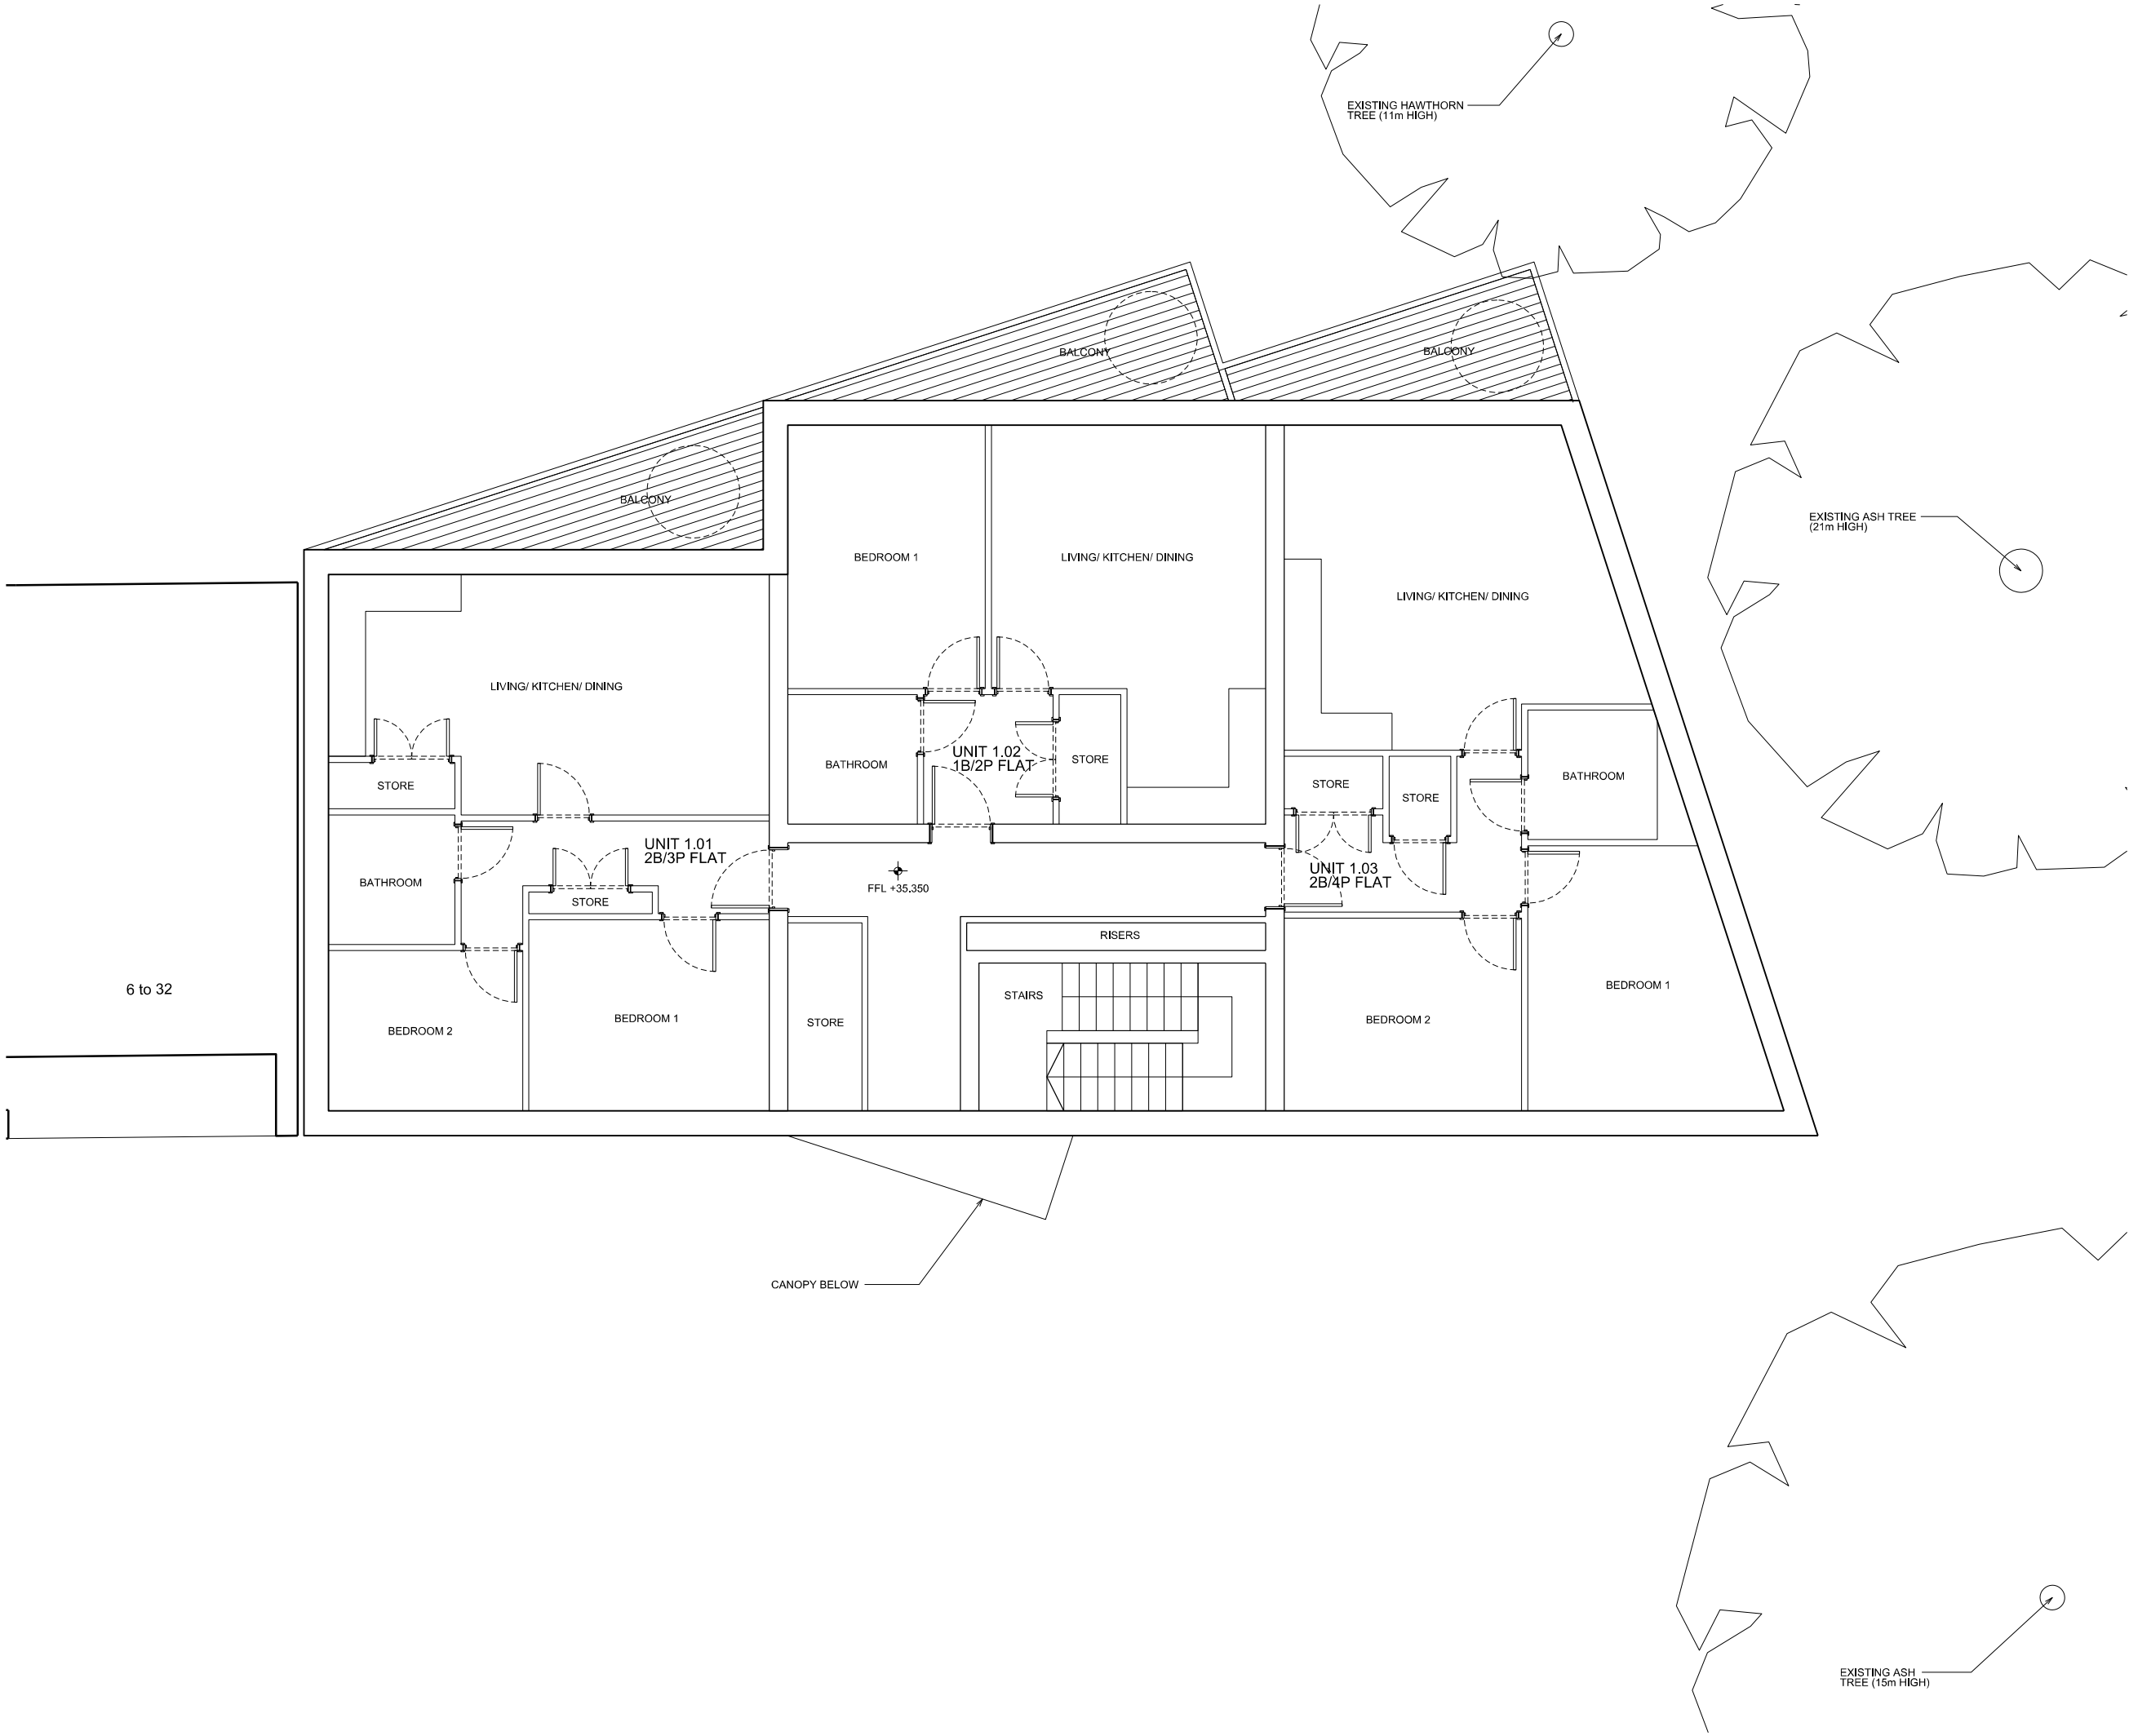 EXISTING HAWTHORN
TREE (11m HIGH)
BALCONY
BALCONY
BALCONY
EXISTING ASH TREE
(21m HIGH)
BEDROOM 1
LIVING/ KITCHEN/ DINING
LIVING/ KITCHEN/ DINING
LIVING/ KITCHEN/ DINING
UNIT 1.02
1B/2P FLAT
BATHROOM
STORE
STORE
STORE
STORE
BATHROOM
UNIT 1.01
2B/3P FLAT
BATHROOM
STORE
FFL +35.350
UNIT 1.03
2B/4P FLAT
RISERS
6 to 32
BEDROOM 2
BEDROOM 1
STORE
STAIRS
BEDROOM 2
BEDROOM 1
CANOPY BELOW
EXISTING ASH
TREE (15m HIGH)